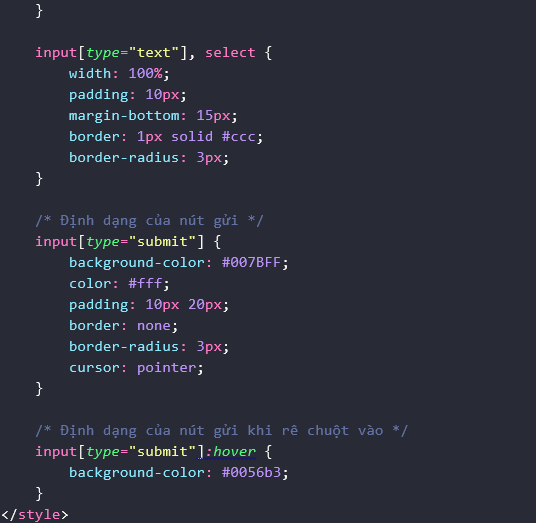 }
input[type="text"], select {
width: 100%;
padding: 10px;
margin-bottom: 15px;
border: 1px solid #ccc;
border-radius: 3px;
}
/* Định dạng của nút gửi */
input[type="submit"] {
background-color: #007BFF;
color: #fff;
padding: 10px 20px;
border: none;
border-radius: 3px;
cursor: pointer;
}
/* Định dạng của nút gửi khi rê chuột vào */
input[type="submit"]:hover {
background-color: #0056b3;
}
</style>